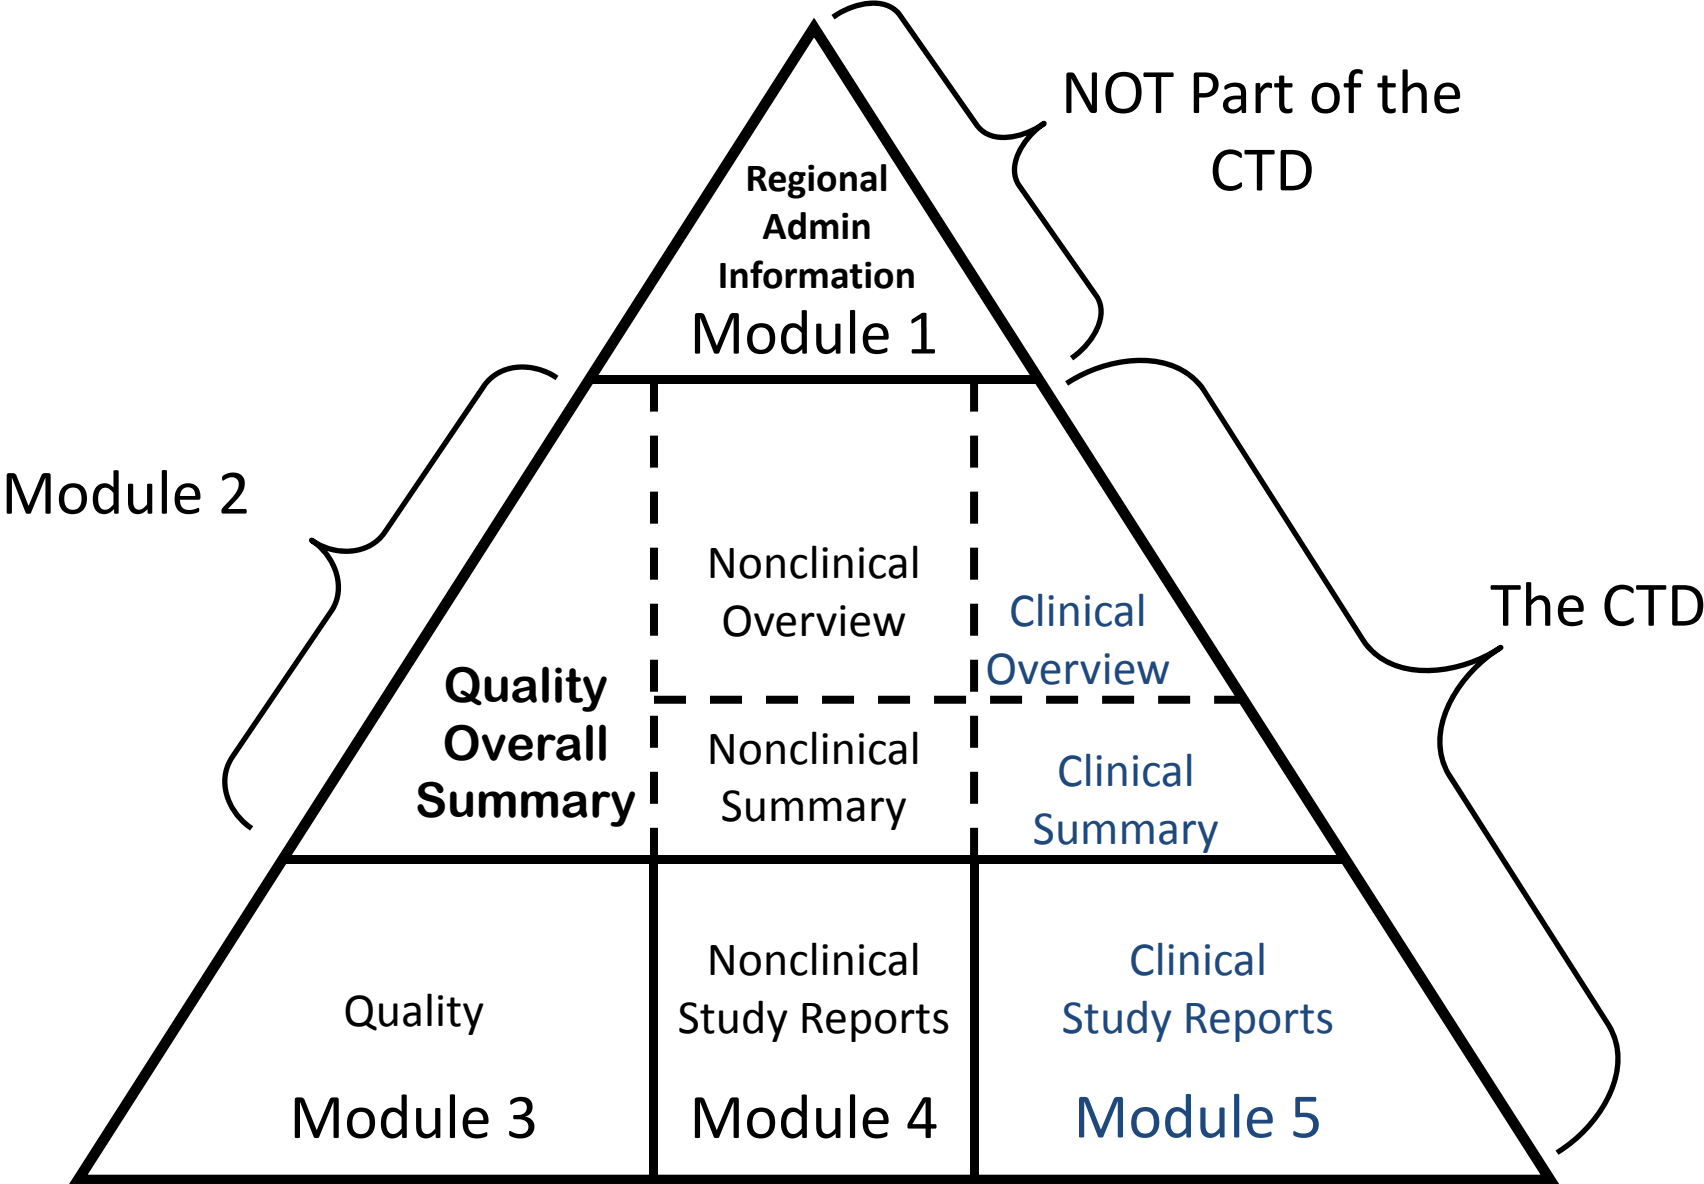 NOT Part of the
CTD
Regional
Admin
Information
Module 1
Module 2
Nonclinical
Overview
Clinical
Overview
The CTD
Quality
Overall
Summary
Nonclinical
Summary
Clinical
Summary
Quality
Module 3
Nonclinical
Study Reports
Module 4
Clinical
Study Reports
Module 5